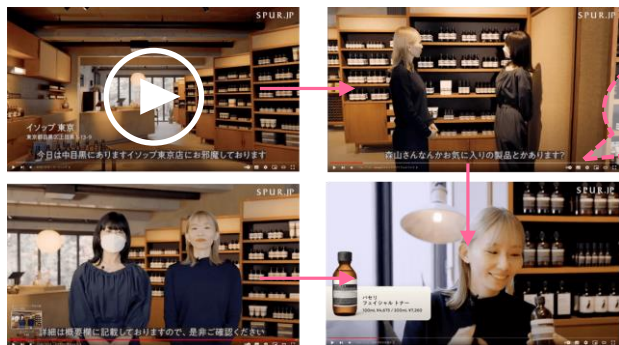 SPUR.JP
イソップ 東京
今日は中目黒にありますイソップ東京店にお邪魔しております
SPUR.JP
森山さんなんかお気に入りの製品とかあります?
SPUR.JP
詳細は概要欄に記載しておりますので、是非ご確認ください
SPUR.JP
パセリ
フェイシャル トナー